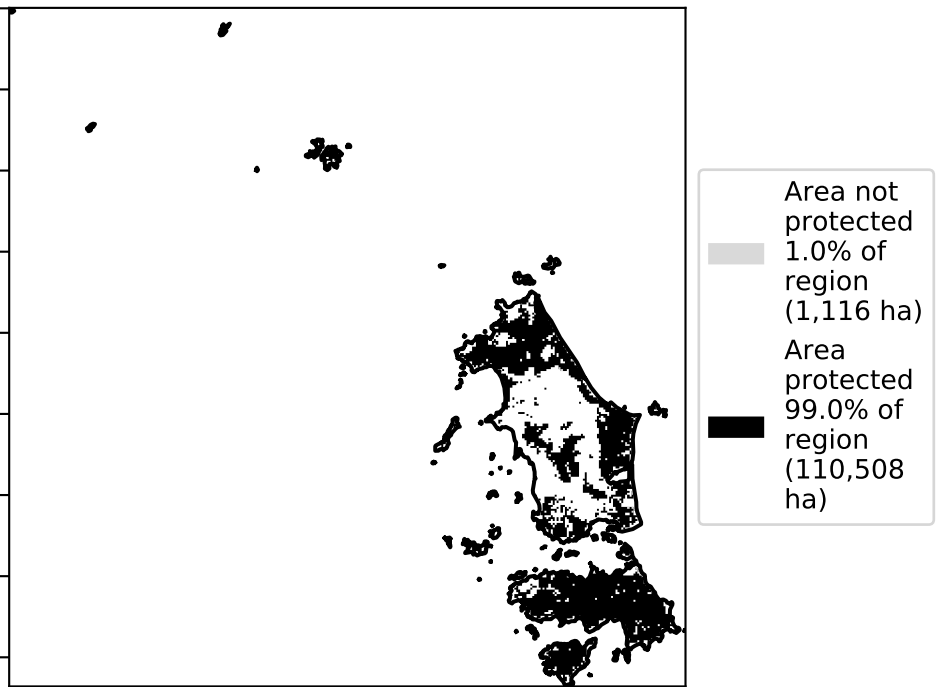 Area not
protected
1.0% of
region
(1,116 ha)
Area
protected
99.0% of
region
(110,508
ha)